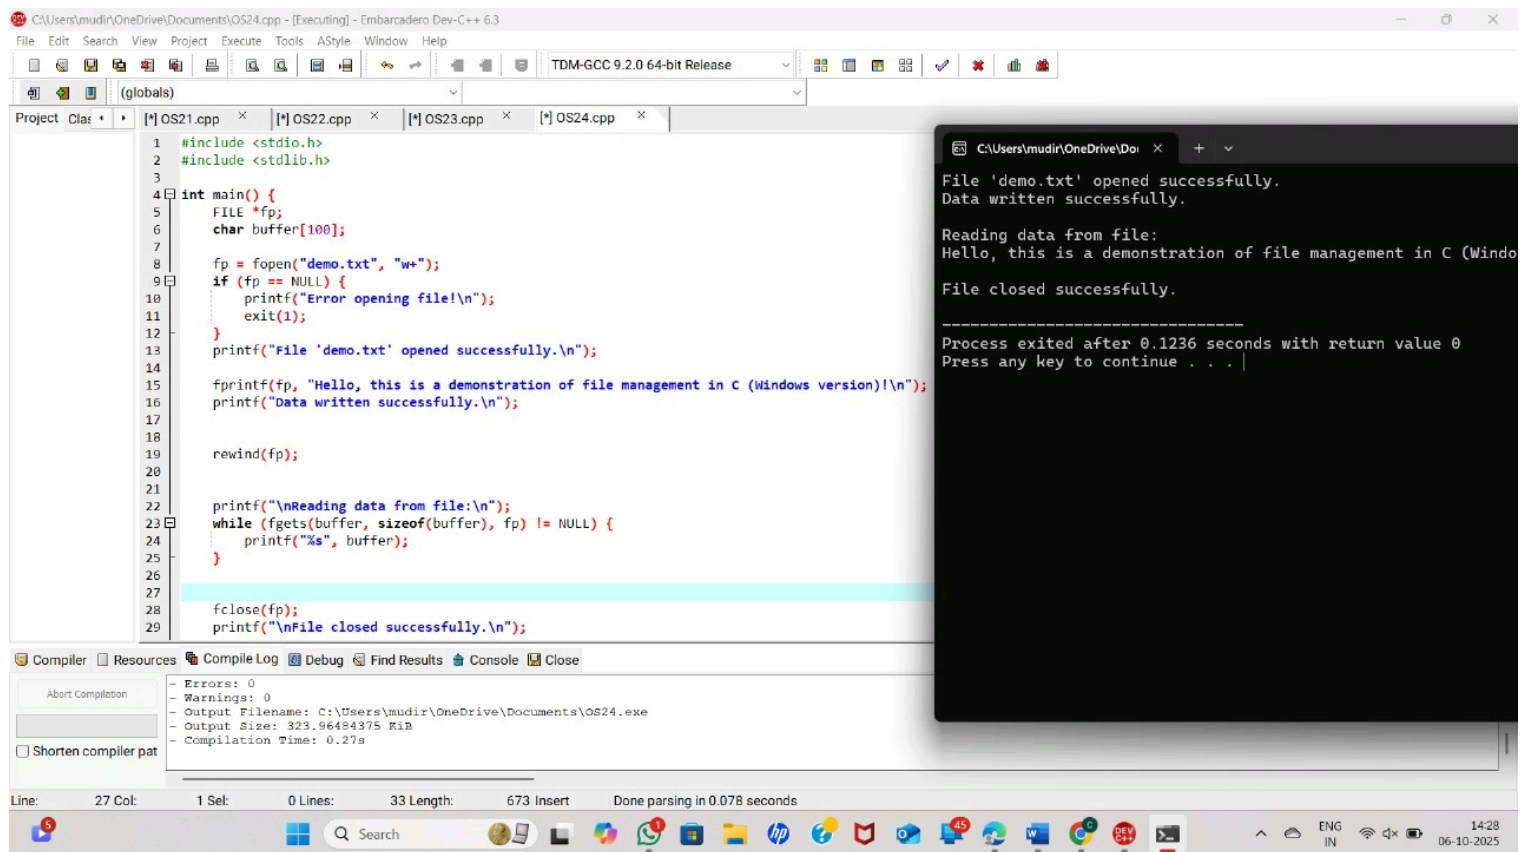 C:\Users\mudir\OneDrive\Documents\OS24.cpp - [Executing] - Embarcadero Dev-C++ 6.3
File Edit Search View Project Execute Tools AStyle Window Help
TDM-GCC 9.2.0 64-bit Release
(globals)
Project Clas
[*] OS21.cpp [*] OS22.cpp [*] OS23.cpp [*] OS24.cpp
1 #include <stdio.h>
2 #include <stdlib.h>
3
4 int main() {
5 FILE *fp;
6 char buffer[100];
7
8 fp = fopen("demo.txt", "w+");
9 if (fp == NULL) {
10 printf("Error opening file!\n");
11 exit(1);
12 }
13 printf("File 'demo.txt' opened successfully.\n");
14
15 fprintf(fp, "Hello, this is a demonstration of file management in C (Windows version)!\n");
16 printf("Data written successfully.\n");
17
18
19 rewind(fp);
20
21
22 printf("\nReading data from file:\n");
23 while (fgets(buffer, sizeof(buffer), fp) != NULL) {
24 printf("%s", buffer);
25 }
26
27
28 fclose(fp);
29 printf("\nFile closed successfully.\n");
C:\Users\mudir\OneDrive\Do
File 'demo.txt' opened successfully.
Data written successfully.
Reading data from file:
Hello, this is a demonstration of file management in C (Windo
File closed successfully.
--------------------------------
Process exited after 0.1236 seconds with return value 0
Press any key to continue . . .
Compiler Resources Compile Log Debug Find Results Console Close
Abort Compilation
Shorten compiler pat
- Errors: 0
- Warnings: 0
- Output Filename: C:\Users\mudir\OneDrive\Documents\OS24.exe
- Output Size: 323.96484375 KiB
- Compilation Time: 0.27s
Line: 27 Col: 1 Sel: 0 Lines: 33 Length: 673 Insert Done parsing in 0.078 seconds
5
Search
1
45
ENG
IN
14:28
06-10-2025